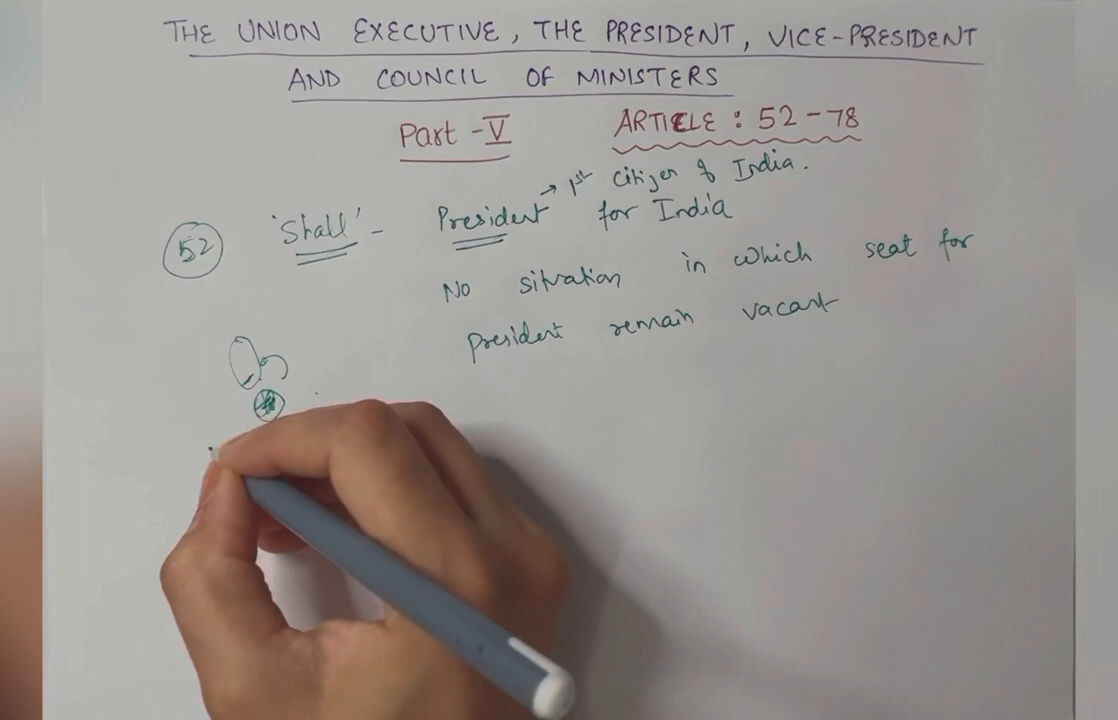 THE UNION EXECUTIVE, THE PRESIDENT, VICE-PRESIDENT
AND COUNCIL OF MINISTERS
Part -V ARTICLE : 52-78
→ 1st citizen of India.
52 'Shall' - President for India
No situation in which seat for
president remain vacant